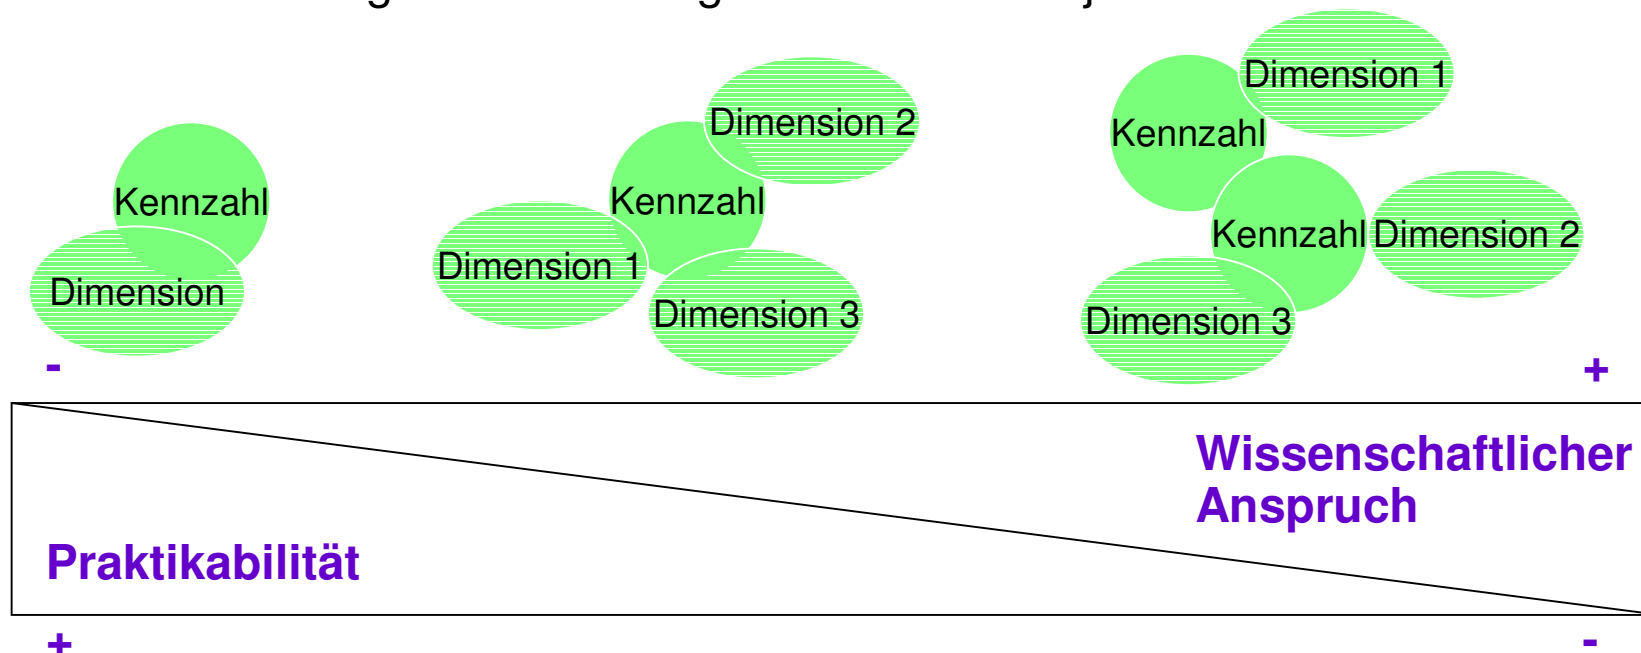 Kennzahl
Dimension
-
Dimension 2
Kennzahl
Dimension 1
Dimension 3
Dimension 1
Kennzahl
Kennzahl
Dimension 2
Dimension 3
+
Wissenschaftlicher
Anspruch
Praktikabilität
+
-